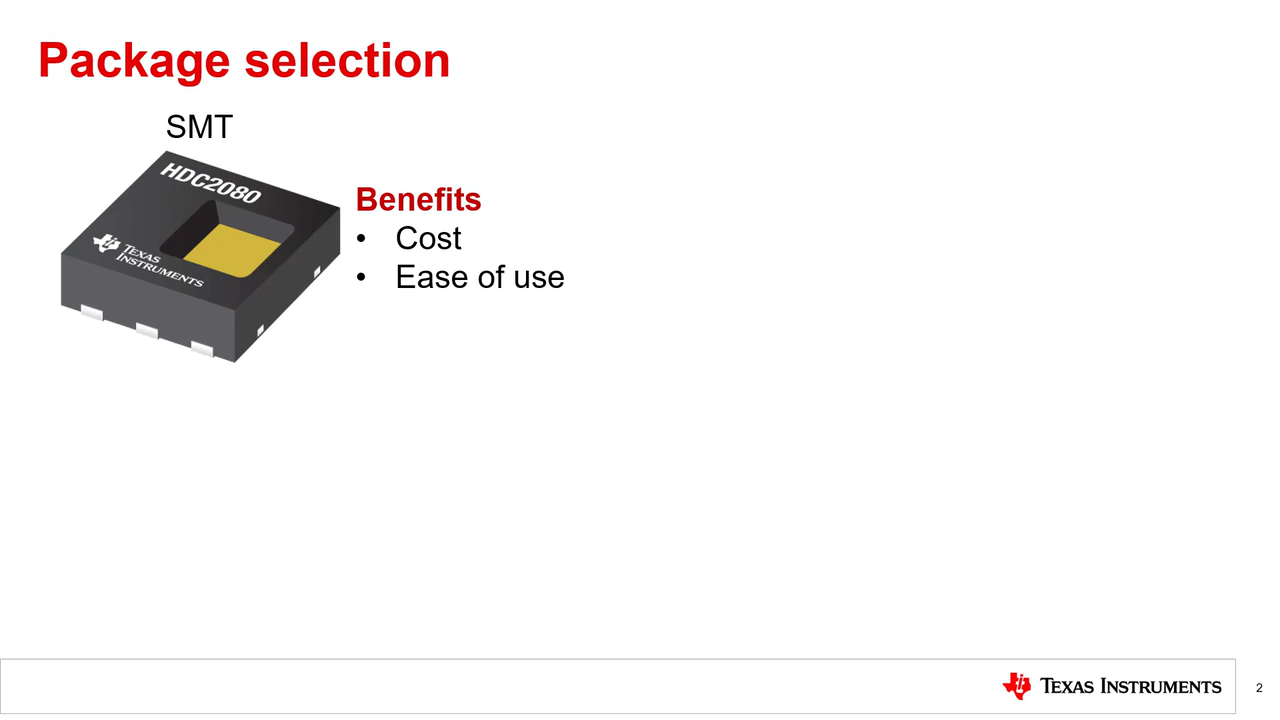 Package selection
SMT
HDC2080
TEXAS
INSTRUMENTS
Benefits
• Cost
• Ease of use
TEXAS INSTRUMENTS
2